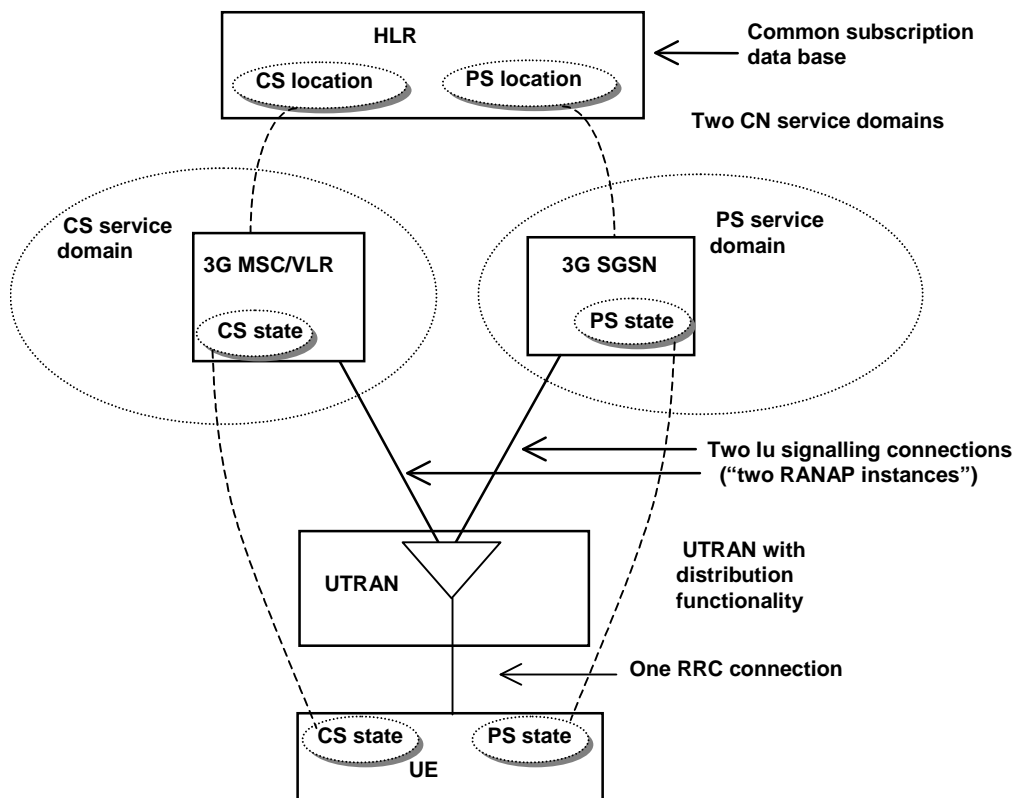 HLR
Common subscription
data base
CS location
PS location
Two CN service domains
CS service
domain
PS service
domain
3G MSC/VLR
3G SGSN
CS state
PS state
Two Iu signalling connections
(“two RANAP instances”)
UTRAN
UTRAN with
distribution
functionality
One RRC connection
CS state
PS state
UE